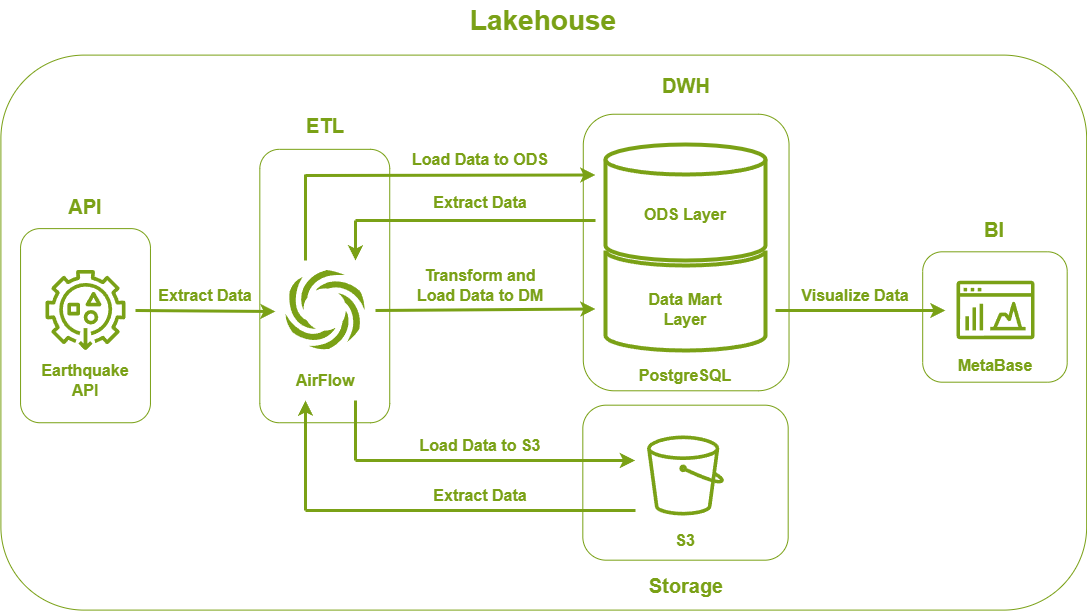 Lakehouse
DWH
ETL
Load Data to ODS
API
Extract Data
ODS Layer
BI
Extract Data
Transform and
Load Data to DM
Data Mart
Layer
Visualize Data
Earthquake
API
AirFlow
PostgreSQL
MetaBase
Load Data to S3
Extract Data
S3
Storage